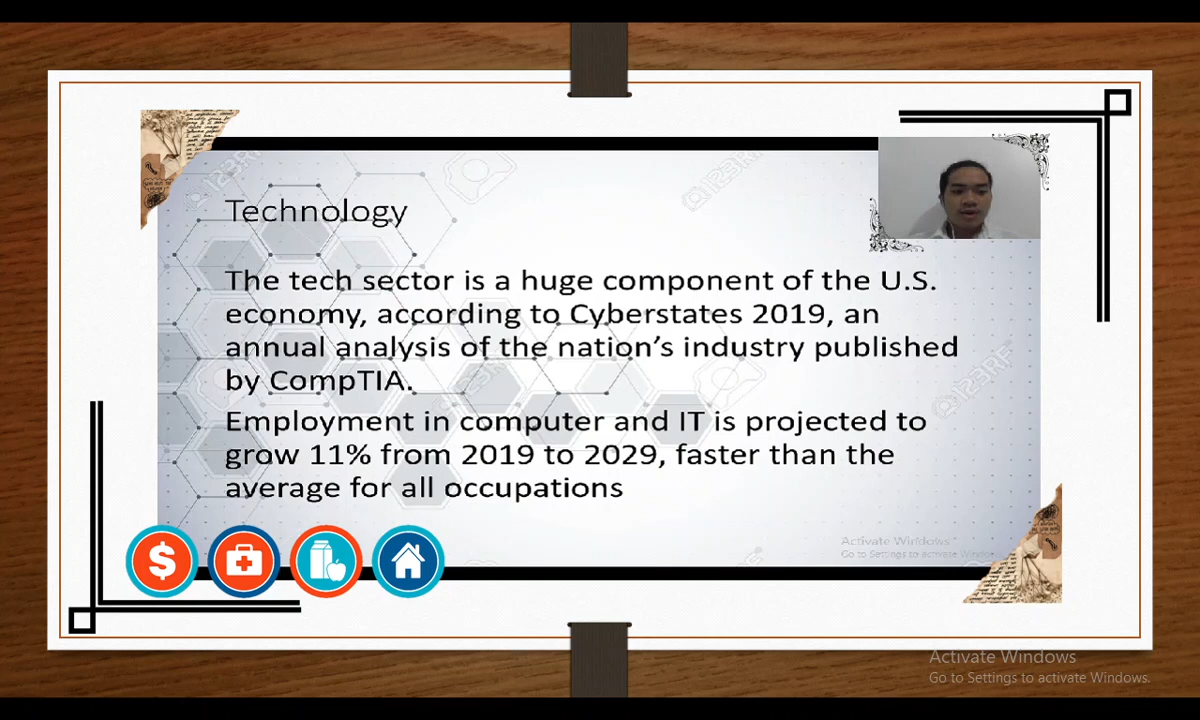 Technology
The tech sector is a huge component of the U.S.
economy, according to Cyberstates 2019, an
annual analysis of the nation's industry published
by CompTIA.
Employment in computer and IT is projected to
grow 11% from 2019 to 2029, faster than the
average for all occupations
Activate Windows
Go to Settings to activate Windows
Activate Windows
Go to Settings to activate Windows.
123RF
123RF
123RF